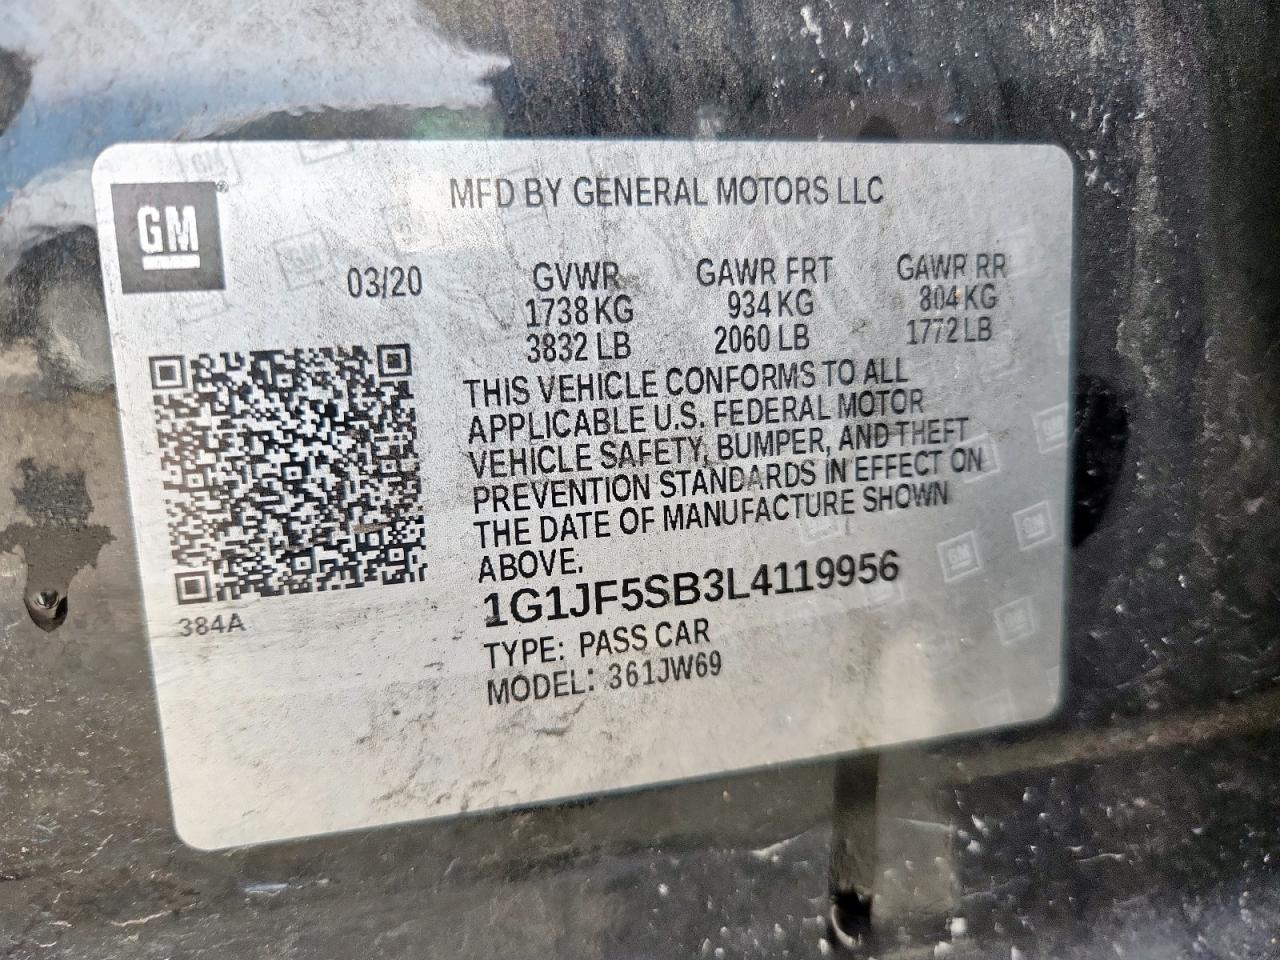 GM
MFD BY GENERAL MOTORS LLC
03/20
GVWR GAWR FRT GAWR RR
1738 KG 934 KG 804 KG
3832 LB 2060 LB 1772 LB
THIS VEHICLE CONFORMS TO ALL
APPLICABLE U.S. FEDERAL MOTOR
VEHICLE SAFETY, BUMPER, AND THEFT
PREVENTION STANDARDS IN EFFECT ON
THE DATE OF MANUFACTURE SHOWN
ABOVE.
1G1JF5SB3L4119956
TYPE: PASS CAR
MODEL: 361JW69
384A